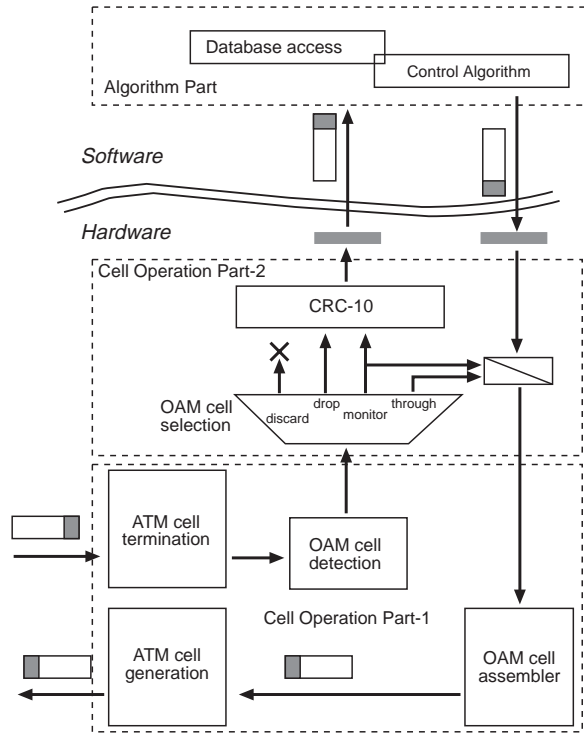 Database access
Control Algorithm
Algorithm Part
Software
Hardware
Cell Operation Part-2
CRC-10
OAM cell
selection
discard
drop
monitor
through
ATM cell
termination
OAM cell
detection
Cell Operation Part-1
ATM cell
generation
OAM cell
assembler